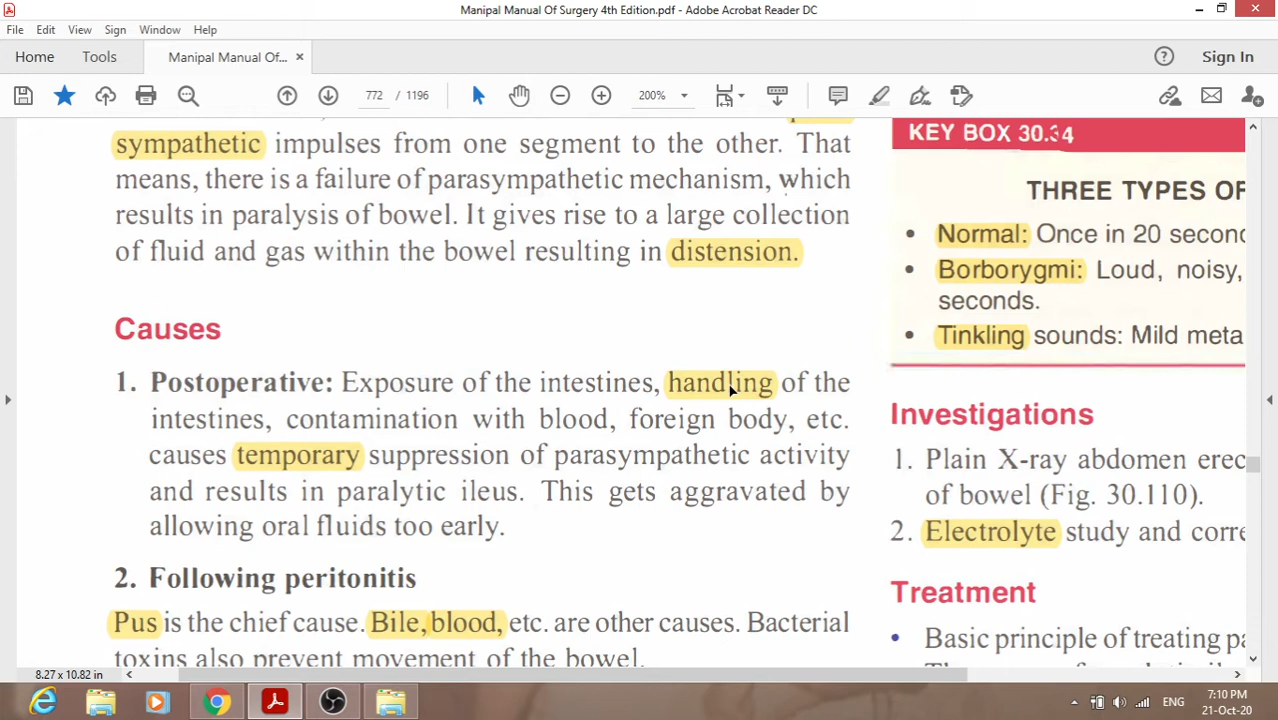 Manipal Manual Of Surgery 4th Edition.pdf - Adobe Acrobat Reader DC
File Edit View Sign Window Help
Home Tools Manipal Manual Of... × Sign In
772 / 1196 200%
sympathetic impulses from one segment to the other. That
means, there is a failure of parasympathetic mechanism, which
results in paralysis of bowel. It gives rise to a large collection
of fluid and gas within the bowel resulting in distension.
Causes
1. Postoperative: Exposure of the intestines, handling of the
intestines, contamination with blood, foreign body, etc.
causes temporary suppression of parasympathetic activity
and results in paralytic ileus. This gets aggravated by
allowing oral fluids too early.
2. Following peritonitis
Pus is the chief cause. Bile, blood, etc. are other causes. Bacterial
toxins also prevent movement of the bowel.
KEY BOX 30.34
THREE TYPES OF
• Normal: Once in 20 secon
• Borborygmi: Loud, noisy,
seconds.
• Tinkling sounds: Mild meta
Investigations
1. Plain X-ray abdomen erec
of bowel (Fig. 30.110).
2. Electrolyte study and corre
Treatment
• Basic principle of treating pa
8.27 x 10.82 in
ENG
7:10 PM
21-Oct-20